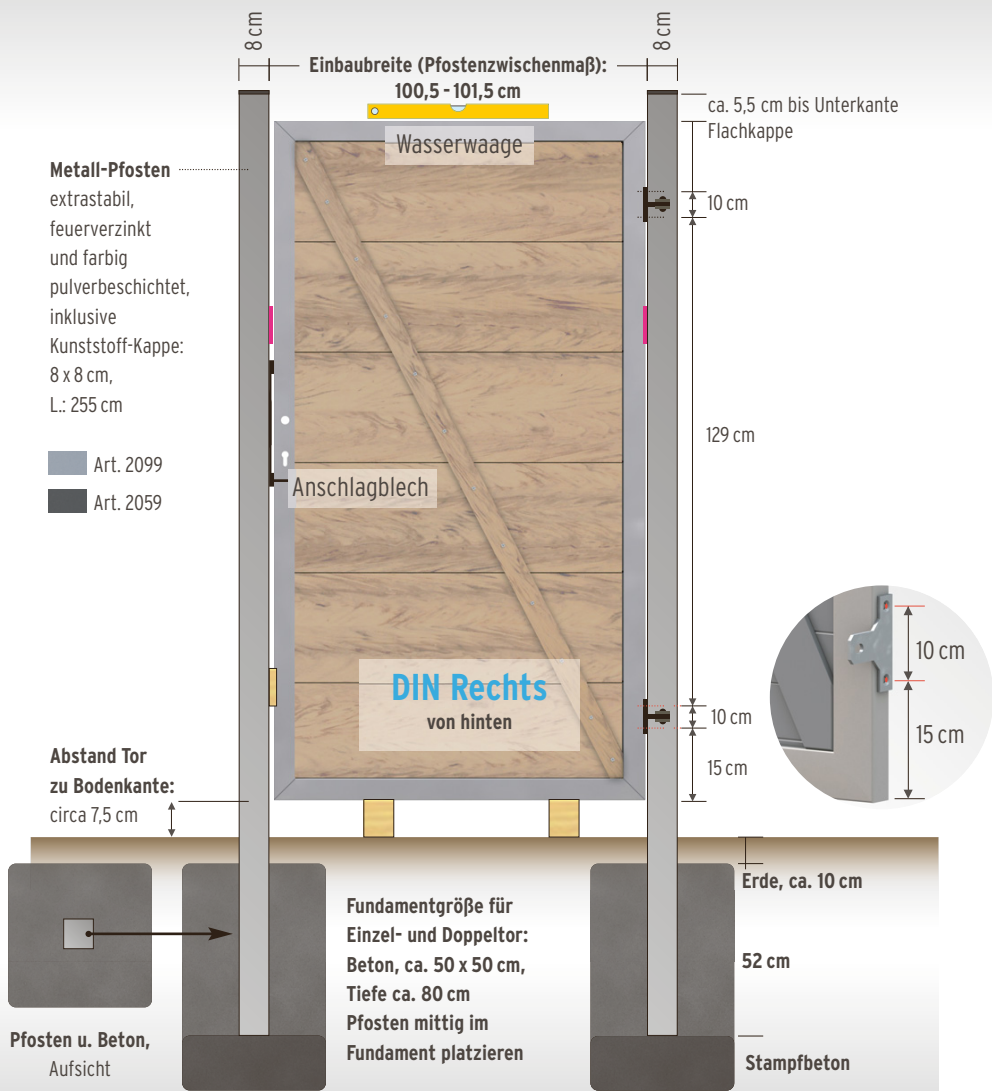 8 cm
8 cm
Einbaubreite (Pfostenzwischenmaß):
100,5 - 101,5 cm
ca. 5,5 cm bis Unterkante
Flachkappe
Wasserwaage
Metall-Pfosten
extrastabil,
feuerverzinkt
und farbig
pulverbeschichtet,
inklusive
Kunststoff-Kappe:
8 x 8 cm,
L.: 255 cm
Art. 2099
Art. 2059
10 cm
129 cm
Anschlagblech
DIN Rechts
von hinten
10 cm
15 cm
10 cm
15 cm
Abstand Tor
zu Bodenkante:
circa 7,5 cm
Erde, ca. 10 cm
52 cm
Stampfbeton
Fundamentgröße für
Einzel- und Doppeltor:
Beton, ca. 50 x 50 cm,
Tiefe ca. 80 cm
Pfosten mittig im
Fundament platzieren
Pfosten u. Beton,
Aufsicht